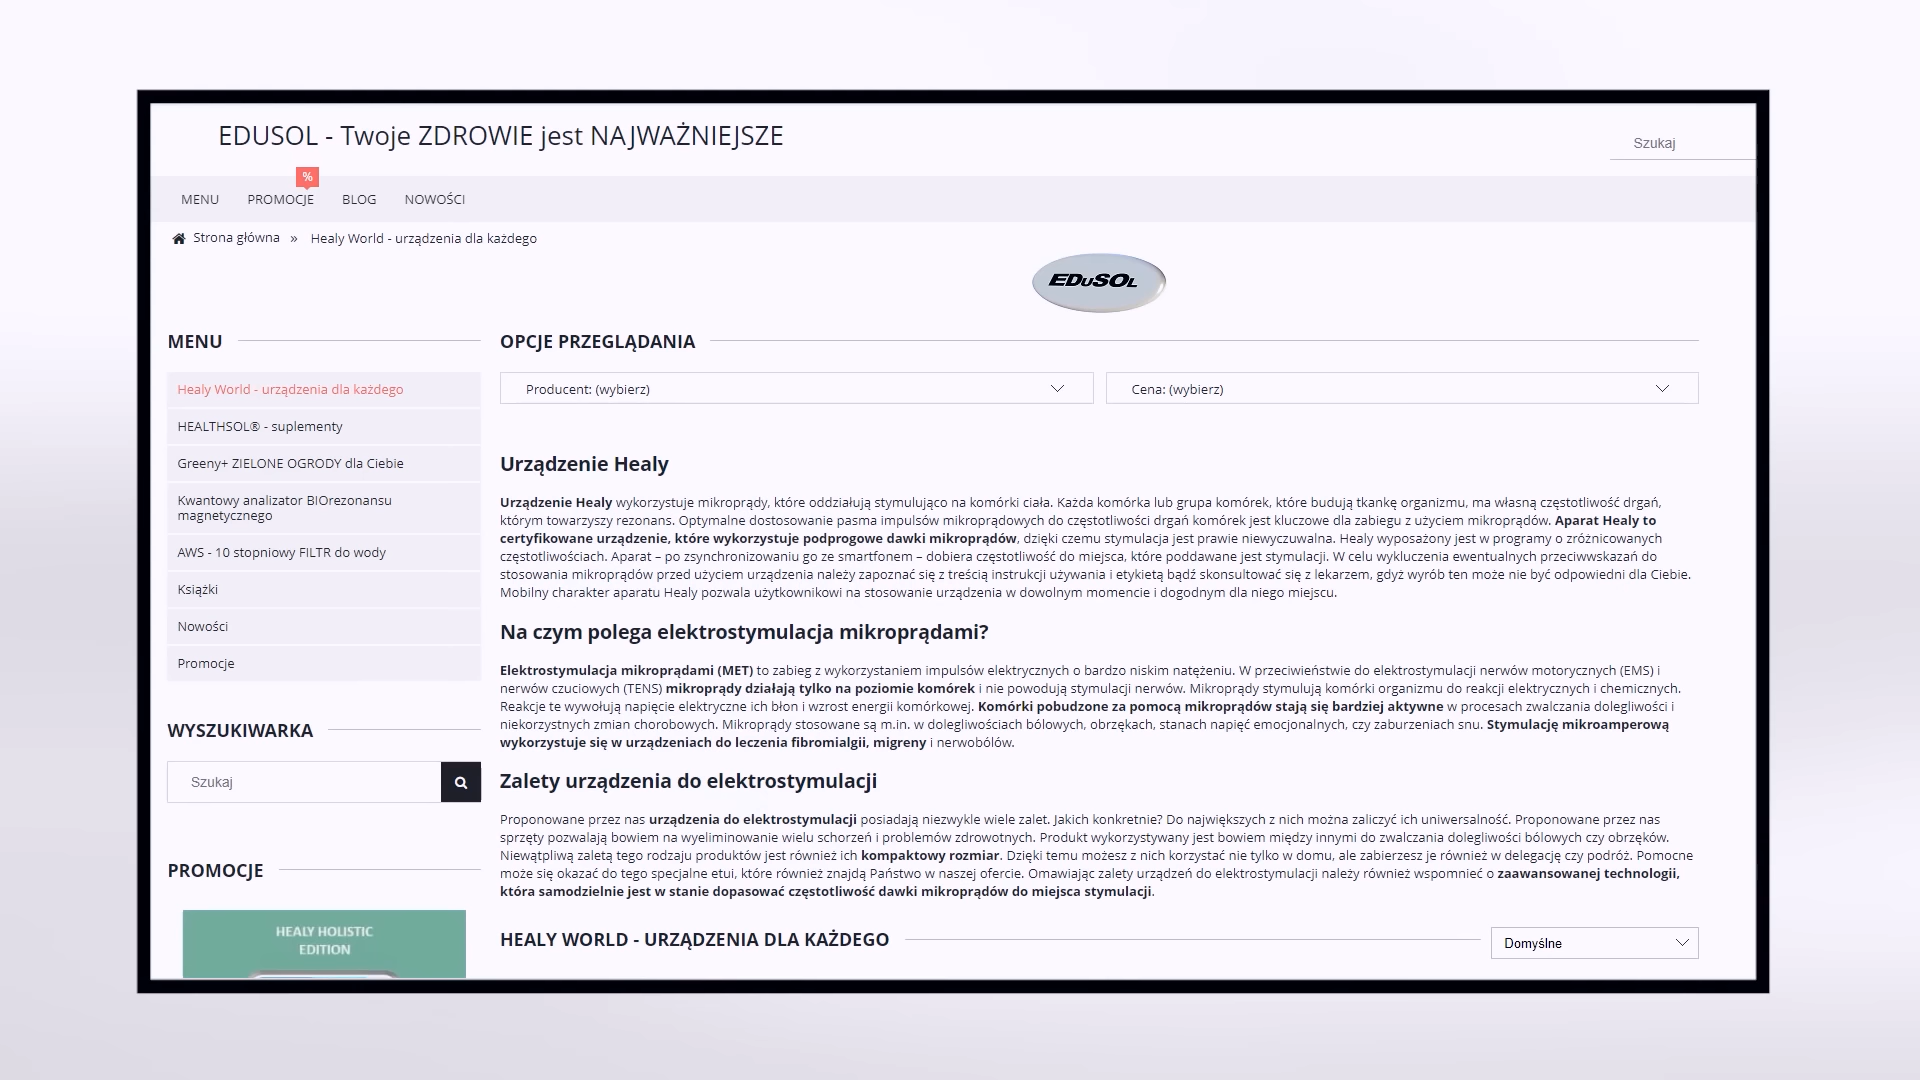 EDUSOL - Twoje ZDROWIE jest NAJWAŻNIEJSZE
Szukaj
%
MENU PROMOCJE BLOG NOWOŚCI
Strona główna » Healy World - urządzenia dla każdego
EDuSOL
MENU
Healy World - urządzenia dla każdego
HEALTHSOL® - suplementy
Greeny+ ZIELONE OGRODY dla Ciebie
Kwantowy analizator BIOrezonansu
magnetycznego
AWS - 10 stopniowy FILTR do wody
Książki
Nowości
Promocje
WYSZUKIWARKA
Szukaj
PROMOCJE
HEALY HOLISTIC
EDITION
OPCJE PRZEGLĄDANIA
Producent: (wybierz)
Cena: (wybierz)
Urządzenie Healy
Urządzenie Healy wykorzystuje mikroprądy, które oddziałują stymulująco na komórki ciała. Każda komórka lub grupa komórek, które budują tkankę organizmu, ma własną częstotliwość drgań,
którym towarzyszy rezonans. Optymalne dostosowanie pasma impulsów mikroprądowych do częstotliwości drgań komórek jest kluczowe dla zabiegu z użyciem mikroprądów. Aparat Healy to
certyfikowane urządzenie, które wykorzystuje podprogowe dawki mikroprądów, dzięki czemu stymulacja jest prawie niewyczuwalna. Healy wyposażony jest w programy o zróżnicowanych
częstotliwościach. Aparat – po zsynchronizowaniu go ze smartfonem – dobiera częstotliwość do miejsca, które poddawane jest stymulacji. W celu wykluczenia ewentualnych przeciwwskazań do
stosowania mikroprądów przed użyciem urządzenia należy zapoznać się z treścią instrukcji używania i etykietą bądź skonsultować się z lekarzem, gdyż wyrób ten może nie być odpowiedni dla Ciebie.
Mobilny charakter aparatu Healy pozwala użytkownikowi na stosowanie urządzenia w dowolnym momencie i dogodnym dla niego miejscu.
Na czym polega elektrostymulacja mikroprądami?
Elektrostymulacja mikroprądami (MET) to zabieg z wykorzystaniem impulsów elektrycznych o bardzo niskim natężeniu. W przeciwieństwie do elektrostymulacji nerwów motorycznych (EMS) i
nerwów czuciowych (TENS) mikroprądy działają tylko na poziomie komórek i nie powodują stymulacji nerwów. Mikroprądy stymulują komórki organizmu do reakcji elektrycznych i chemicznych.
Reakcje te wywołują napięcie elektryczne ich błon i wzrost energii komórkowej. Komórki pobudzone za pomocą mikroprądów stają się bardziej aktywne w procesach zwalczania dolegliwości i
niekorzystnych zmian chorobowych. Mikroprądy stosowane są m.in. w dolegliwościach bólowych, obrzękach, stanach napięć emocjonalnych, czy zaburzeniach snu. Stymulację mikroamperową
wykorzystuje się w urządzeniach do leczenia fibromialgii, migreny i nerwobólów.
Zalety urządzenia do elektrostymulacji
Proponowane przez nas urządzenia do elektrostymulacji posiadają niezwykle wiele zalet. Jakich konkretnie? Do największych z nich można zaliczyć ich uniwersalność. Proponowane przez nas
sprzęty pozwalają bowiem na wyeliminowanie wielu schorzeń i problemów zdrowotnych. Produkt wykorzystywany jest bowiem między innymi do zwalczania dolegliwości bólowych czy obrzęków.
Niewątpliwą zaletą tego rodzaju produktów jest również ich kompaktowy rozmiar. Dzięki temu możesz z nich korzystać nie tylko w domu, ale zabierzesz je również w delegację czy podróż. Pomocne
może się okazać do tego specjalne etui, które również znajdą Państwo w naszej ofercie. Omawiając zalety urządzeń do elektrostymulacji należy również wspomnieć o zaawansowanej technologii,
która samodzielnie jest w stanie dopasować częstotliwość dawki mikroprądów do miejsca stymulacji.
HEALY WORLD - URZĄDZENIA DLA KAŻDEGO
Domyślne